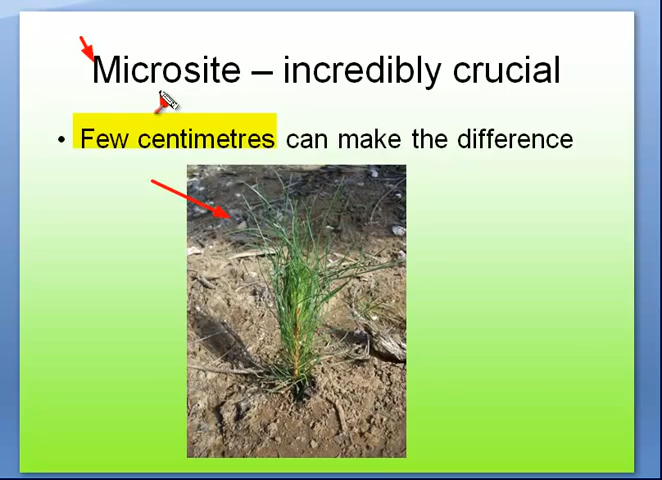 Microsite – incredibly crucial
• Few centimetres can make the difference